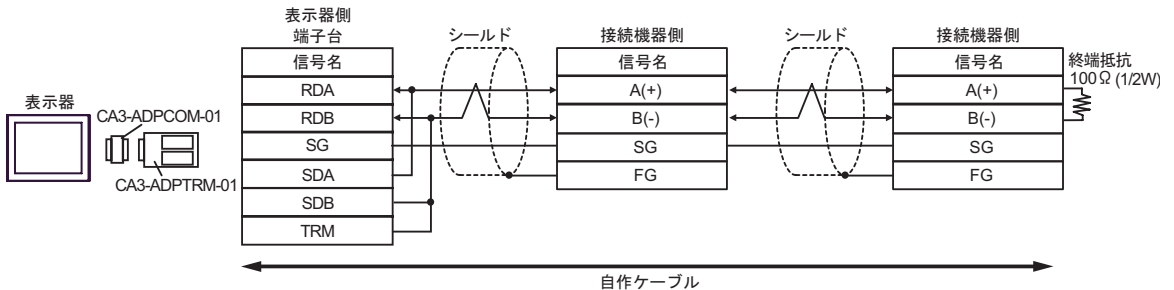 表示器
CA3-ADPCOM-01
CA3-ADPTRM-01
表示器側
端子台
信号名
RDA
RDB
SG
SDA
SDB
TRM
シールド
接続機器側
信号名
A(+)
B(-)
SG
FG
シールド
接続機器側
信号名
A(+)
B(-)
SG
FG
終端抵抗
100Ω (1/2W)
自作ケーブル